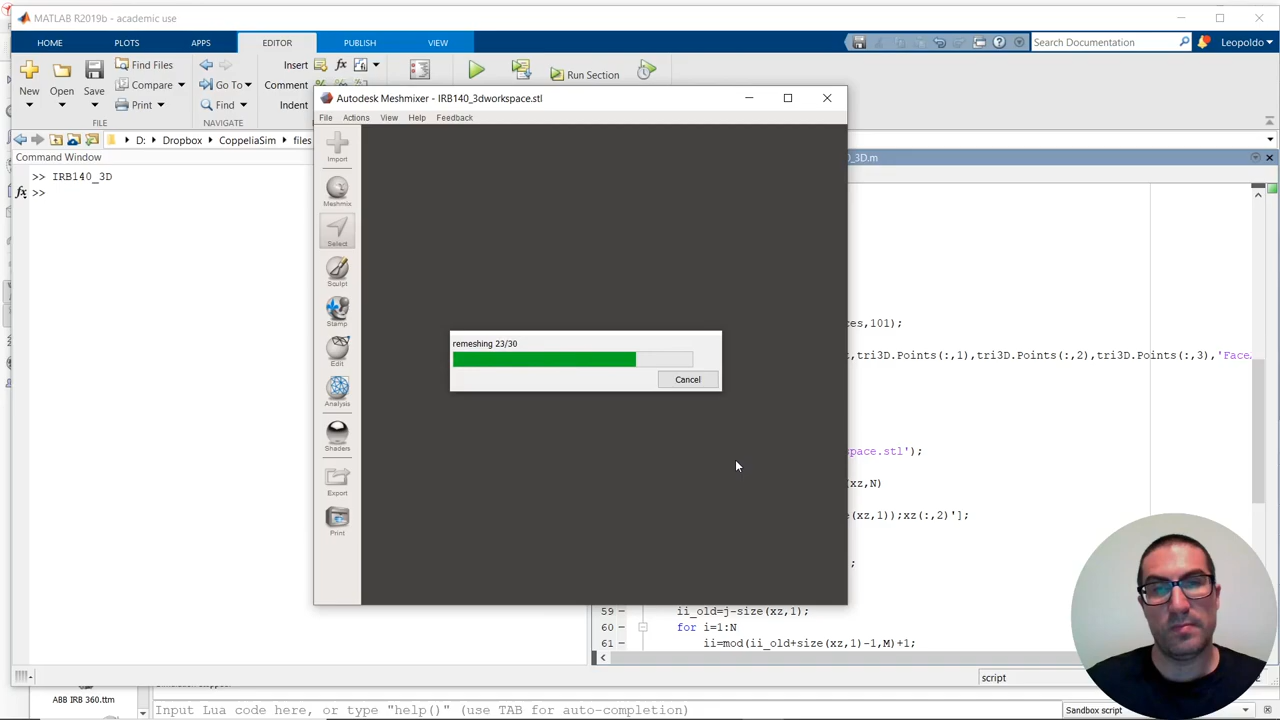 MATLAB R2019b - academic use
HOME PLOTS APPS EDITOR PUBLISH VIEW
Search Documentation
Leopoldo
New
Open
Save
Find Files
Compare
Print
Go To
Find
Insert
Comment
Indent
Run Section
FILE
NAVIGATE
D: Dropbox CoppeliaSim files
Command Window
>> IRB140_3D
fx >>
Autodesk Meshmixer - IRB140_3dworkspace.stl
File Actions View Help Feedback
Import
Meshmix
Select
Sculpt
Stamp
Edit
Analysis
Shaders
Export
Print
remeshing 23/30
Cancel
_3D.m
ces,101);
t,tri3D.Points(:,1),tri3D.Points(:,2),tri3D.Points(:,3),'Face
space.stl');
(xz,N)
e(xz,1));xz(:,2)'];
;
59 ii_old=j-size(xz,1);
60 for i=1:N
61 ii=mod(ii_old+size(xz,1)-1,M)+1;
script
ABB IRB 360.ttm
Input Lua code here, or type "help()" (use TAB for auto-completion)
Sandbox script